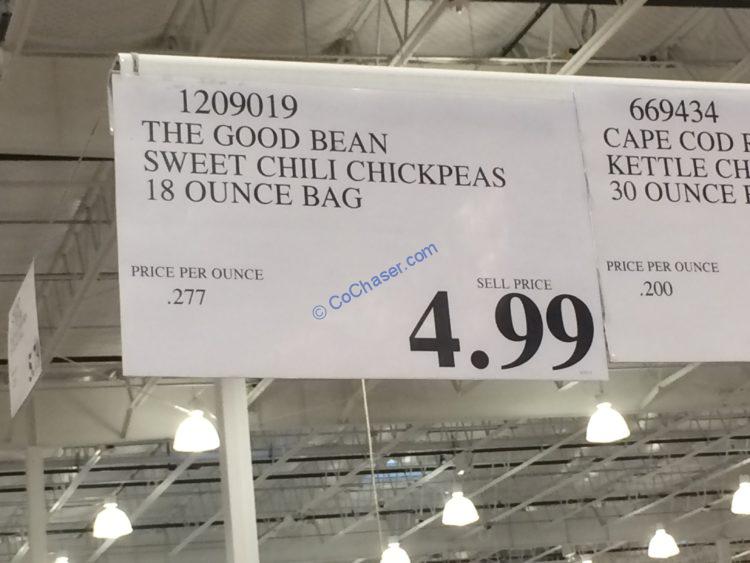 1209019
THE GOOD BEAN
SWEET CHILI CHICKPEAS
18 OUNCE BAG
PRICE PER OUNCE
.277
SELL PRICE
4.99
© CoChaser.com
669434
CAPE COD
KETTLE
30 OUNCE
PRICE PER OUNCE
.200